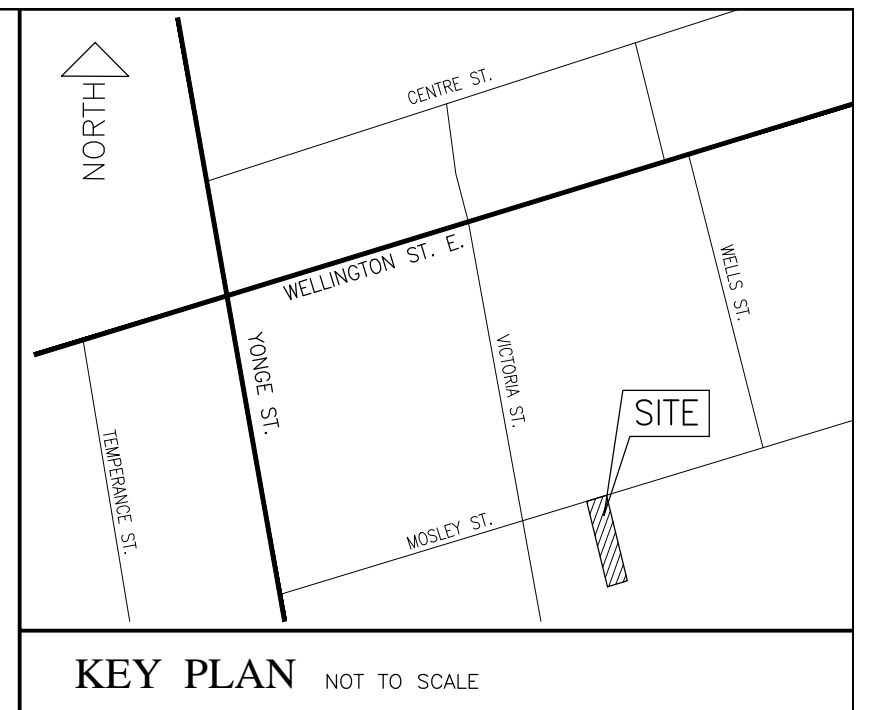 NORTH
CENTRE ST.
WELLINGTON ST. E.
WELLS ST.
YONGE ST.
VICTORIA ST.
SITE
TEMPERANCE ST.
MOSLEY ST.
KEY PLAN NOT TO SCALE